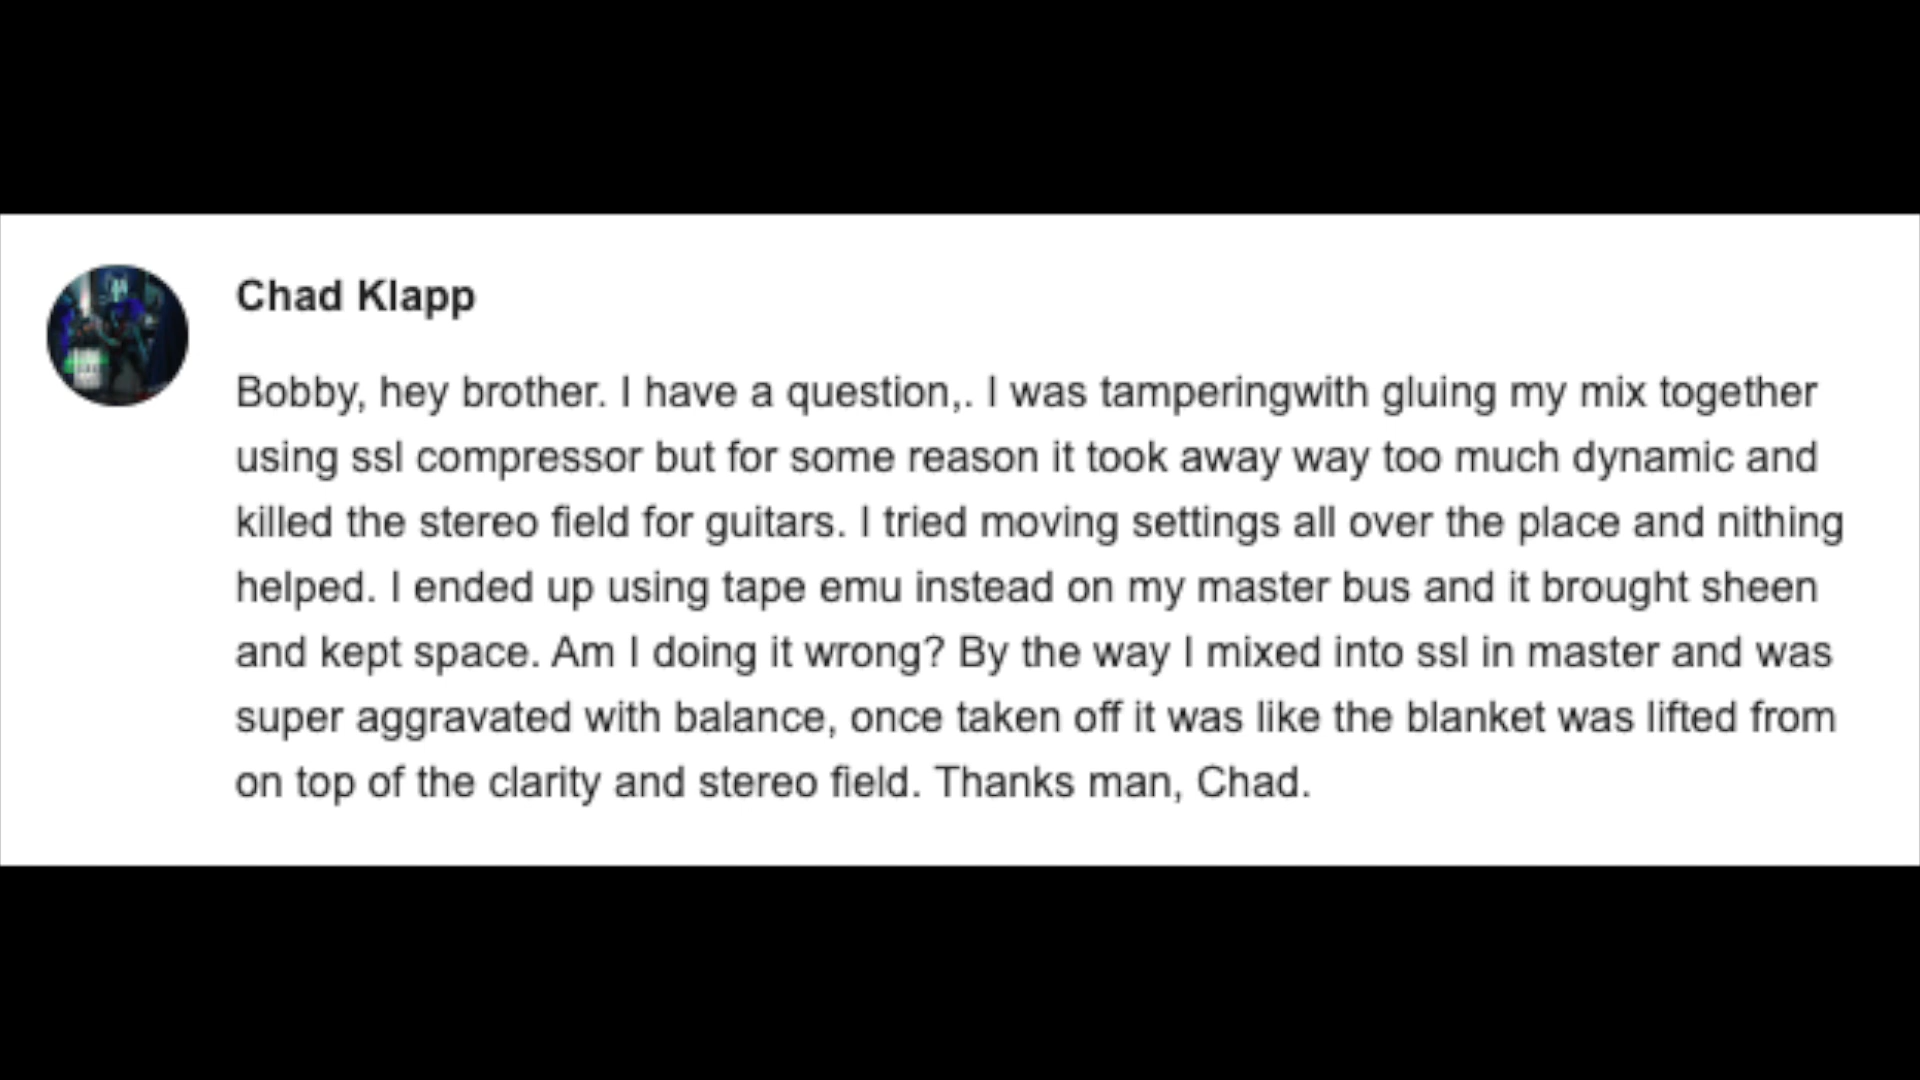 Chad Klapp
Bobby, hey brother. I have a question,. I was tamperingwith gluing my mix together
using ssl compressor but for some reason it took away way too much dynamic and
killed the stereo field for guitars. I tried moving settings all over the place and nithing
helped. I ended up using tape emu instead on my master bus and it brought sheen
and kept space. Am I doing it wrong? By the way I mixed into ssl in master and was
super aggravated with balance, once taken off it was like the blanket was lifted from
on top of the clarity and stereo field. Thanks man, Chad.